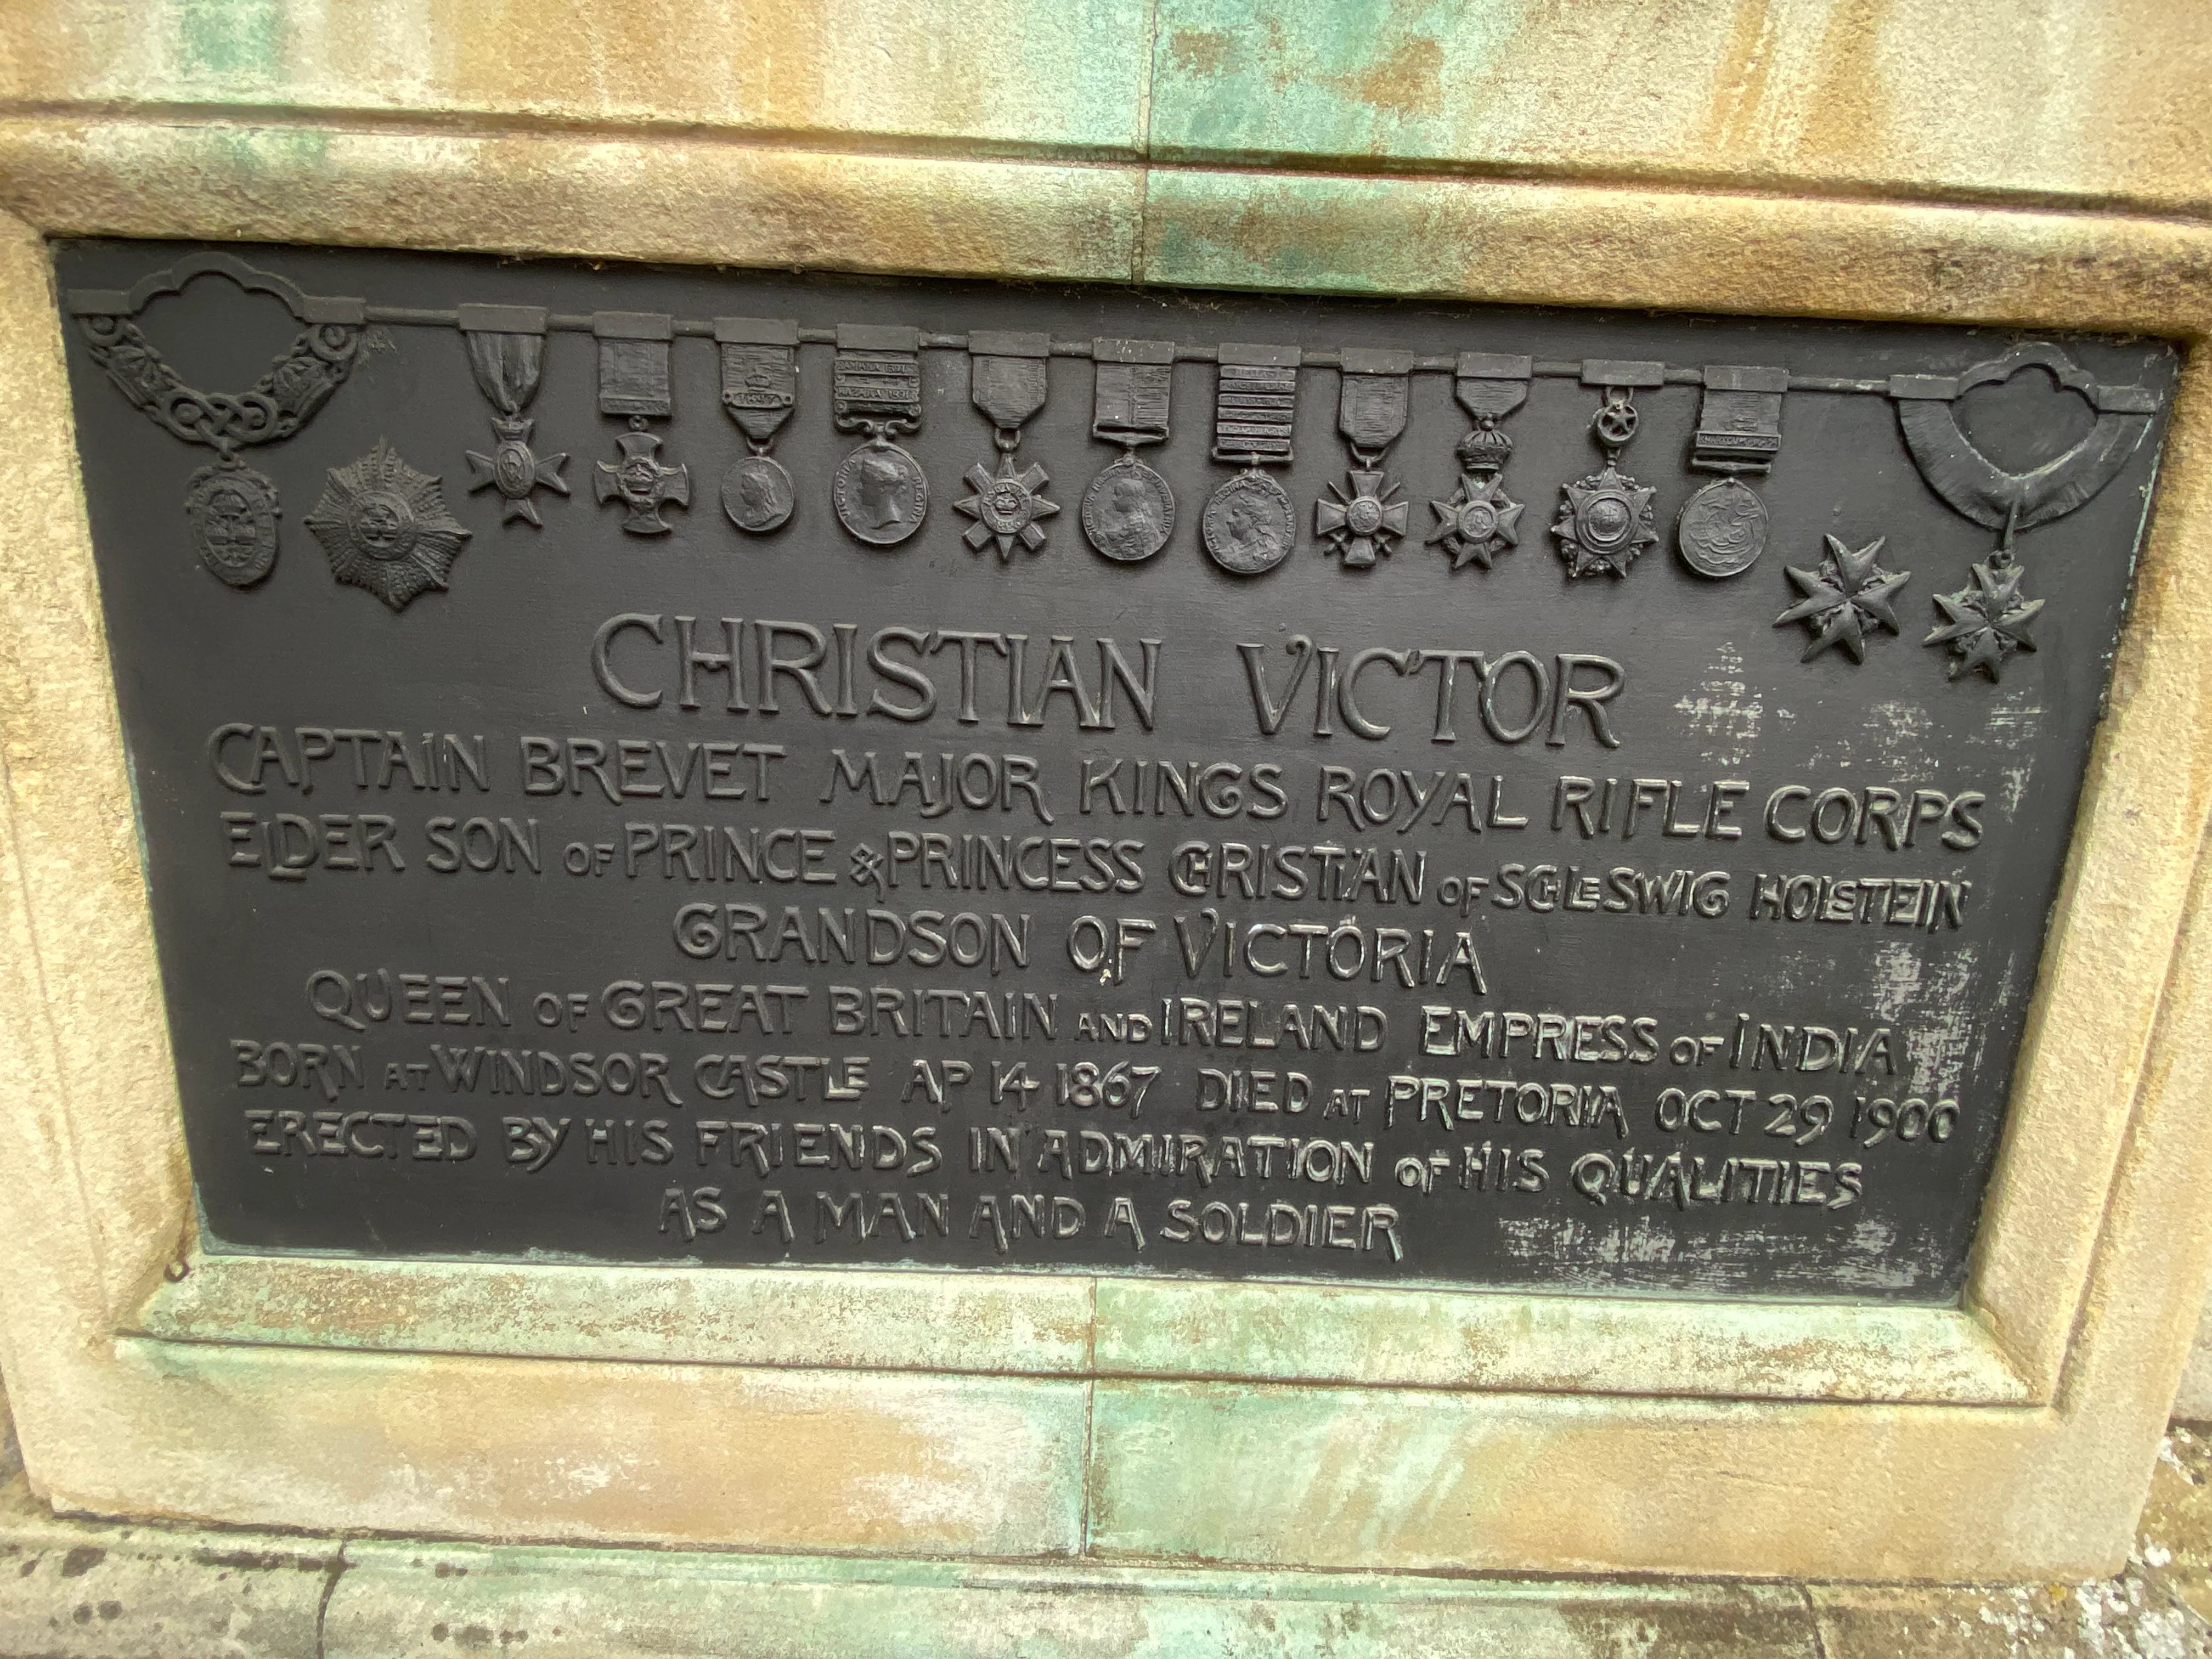 1897
CHRISTIAN VICTOR
CAPTAIN BREVET MAJOR KINGS ROYAL RIFLE CORPS
ELDER SON OF PRINCE & PRINCESS CHRISTIAN OF SCHLESWIG HOLSTEIN
GRANDSON OF VICTORIA
QUEEN OF GREAT BRITAIN AND IRELAND EMPRESS OF INDIA
BORN AT WINDSOR CASTLE AP 14 1867 DIED AT PRETORIA OCT 29 1900
ERECTED BY HIS FRIENDS IN ADMIRATION OF HIS QUALITIES
AS A MAN AND A SOLDIER